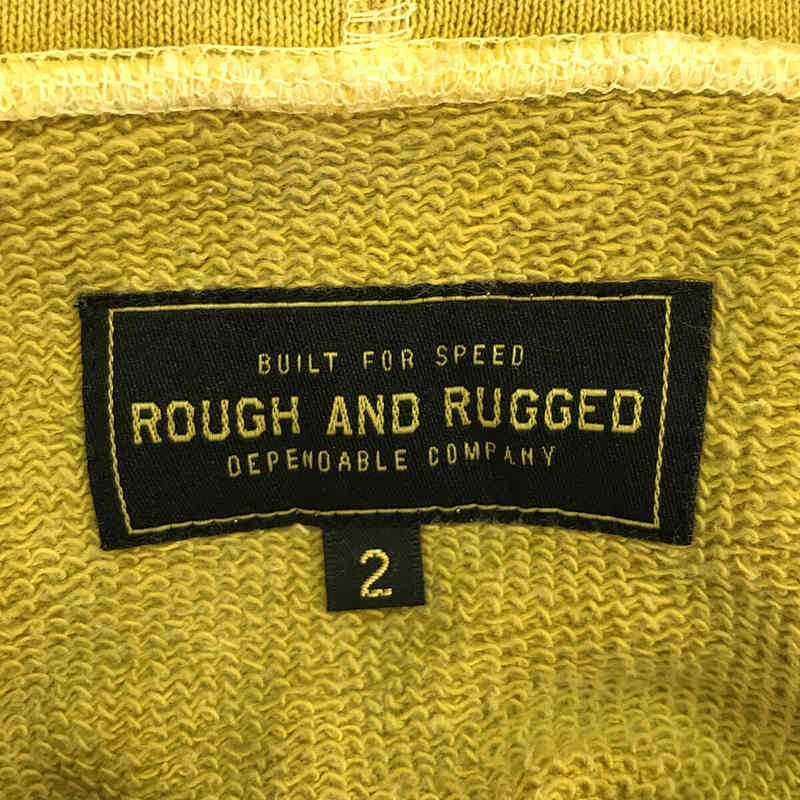 BUILT FOR SPEED
ROUGH AND RUGGED
DEPENDABLE COMPANY
2